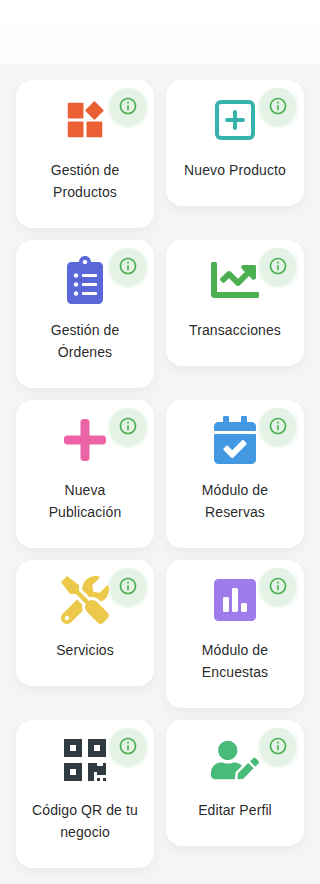 Gestión de
Productos
Nuevo Producto
Gestión de
Órdenes
Transacciones
Nueva
Publicación
Módulo de
Reservas
Servicios
Módulo de
Encuestas
Código QR de tu
negocio
Editar Perfil